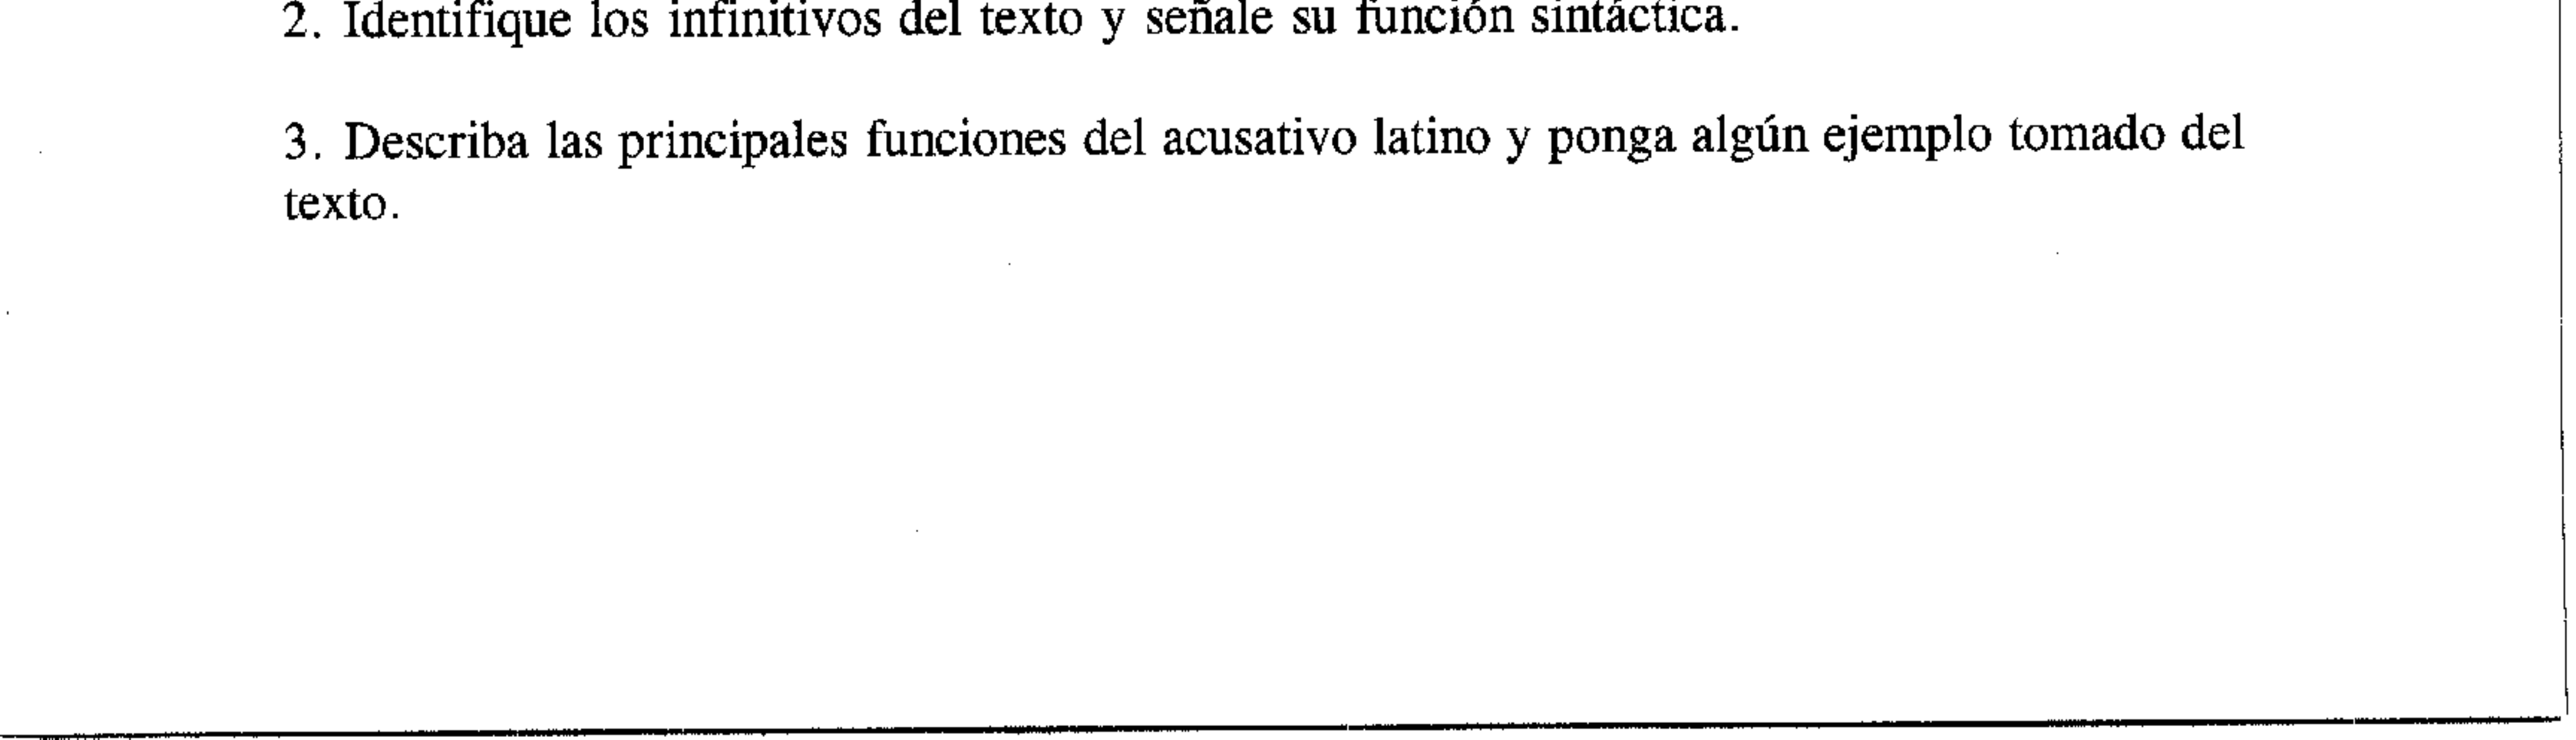 2. Identifique los infinitivos del texto y señale su función sintáctica.
3. Describa las principales funciones del acusativo latino y ponga algún ejemplo tomado del
texto.